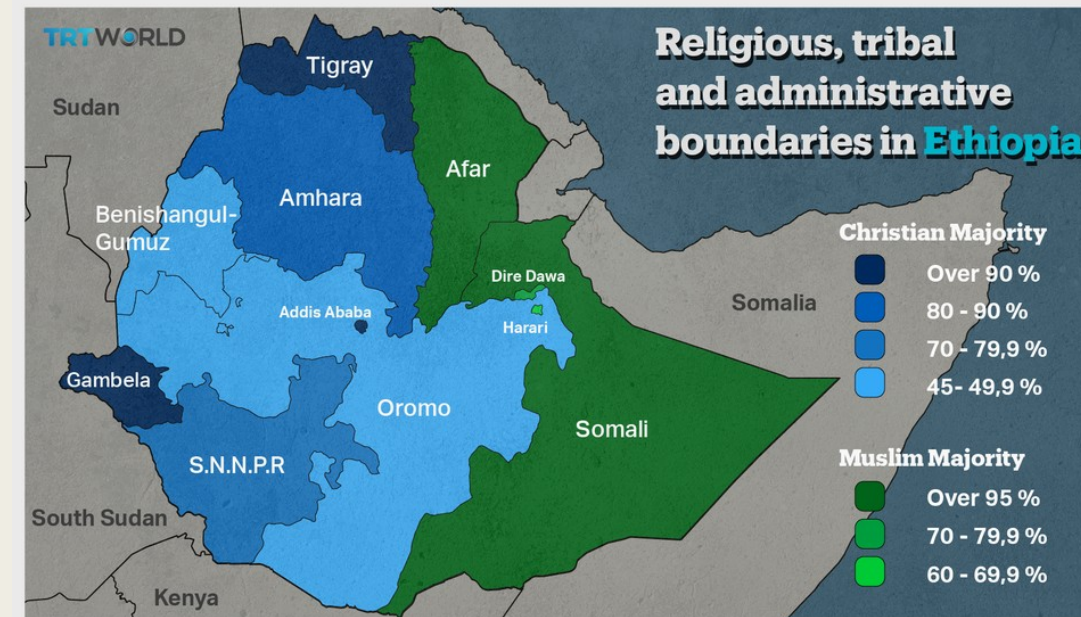 TRT WORLD
Religious, tribal
and administrative
boundaries in Ethiopia
Sudan
Tigray
Afar
Amhara
Benishangul-
Gumuz
Dire Dawa
Addis Ababa
Harari
Somalia
Gambela
Oromo
Somali
S.N.N.P.R
South Sudan
Kenya
Christian Majority
Over 90 %
80 - 90 %
70 - 79,9 %
45- 49,9 %
Muslim Majority
Over 95 %
70 - 79,9 %
60 - 69,9 %